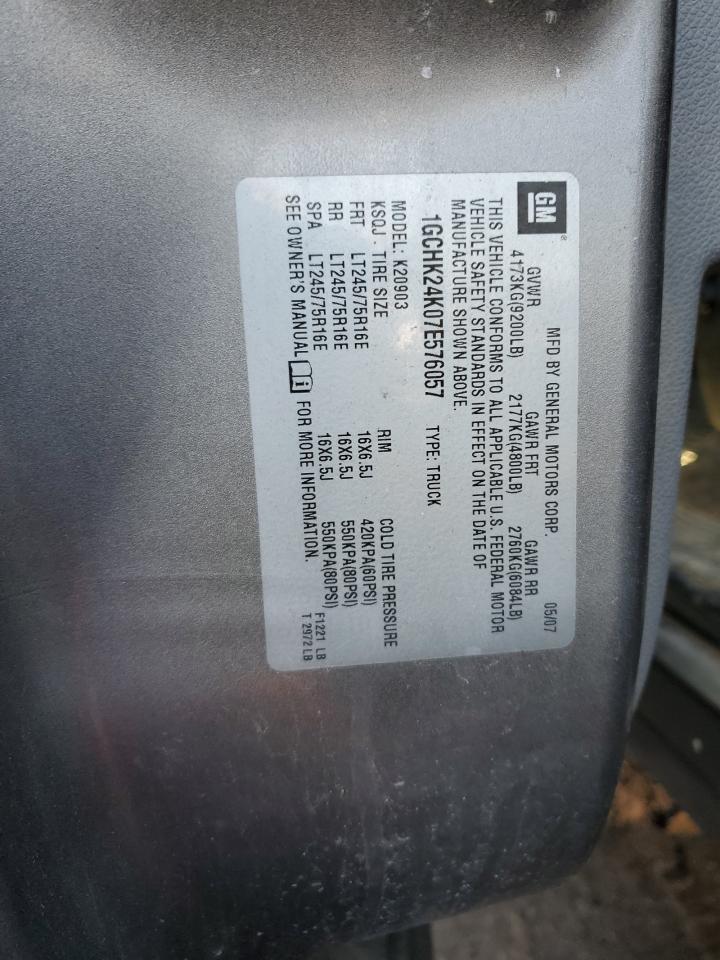 GM®
MFD BY GENERAL MOTORS CORP. 05/07
GVWR GAWR FRT GAWR RR
4173KG(9200LB) 2177KG(4800LB) 2760KG(6084LB)
THIS VEHICLE CONFORMS TO ALL APPLICABLE U.S. FEDERAL MOTOR
VEHICLE SAFETY STANDARDS IN EFFECT ON THE DATE OF
MANUFACTURE SHOWN ABOVE.
1GCHK24K07E576057 TYPE: TRUCK
MODEL: K20903
KSQJ . TIRE SIZE RIM COLD TIRE PRESSURE
FRT LT245/75R16E 16X6.5J 420KPA(60PSI)
RR LT245/75R16E 16X6.5J 550KPA(80PSI)
SPA LT245/75R16E 16X6.5J 550KPA(80PSI)
SEE OWNER'S MANUAL i FOR MORE INFORMATION.
F1221 LB
T 2972 LB